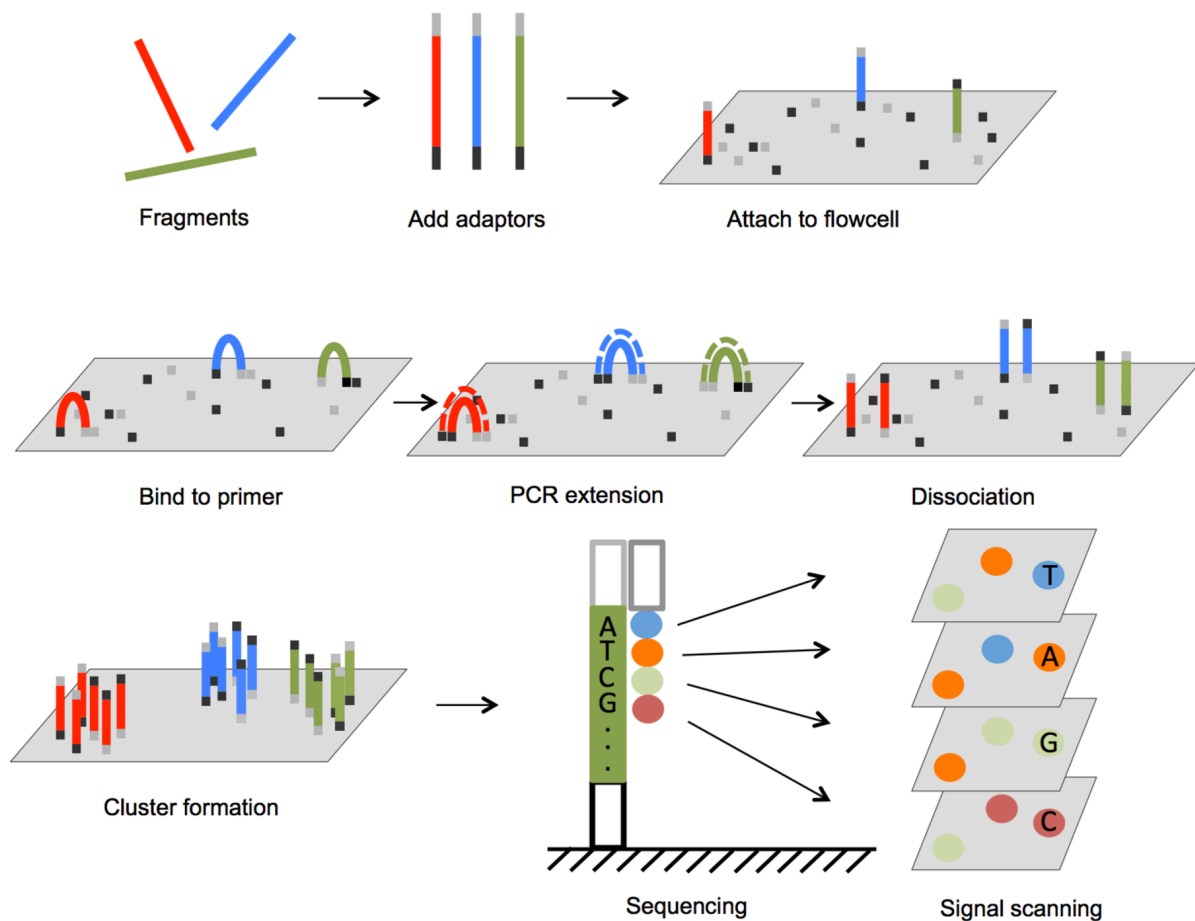 Fragments
Add adaptors
Attach to flowcell
Bind to primer
PCR extension
Dissociation
Cluster formation
A
T
C
G
.
.
.
Sequencing
T
A
G
C
Signal scanning